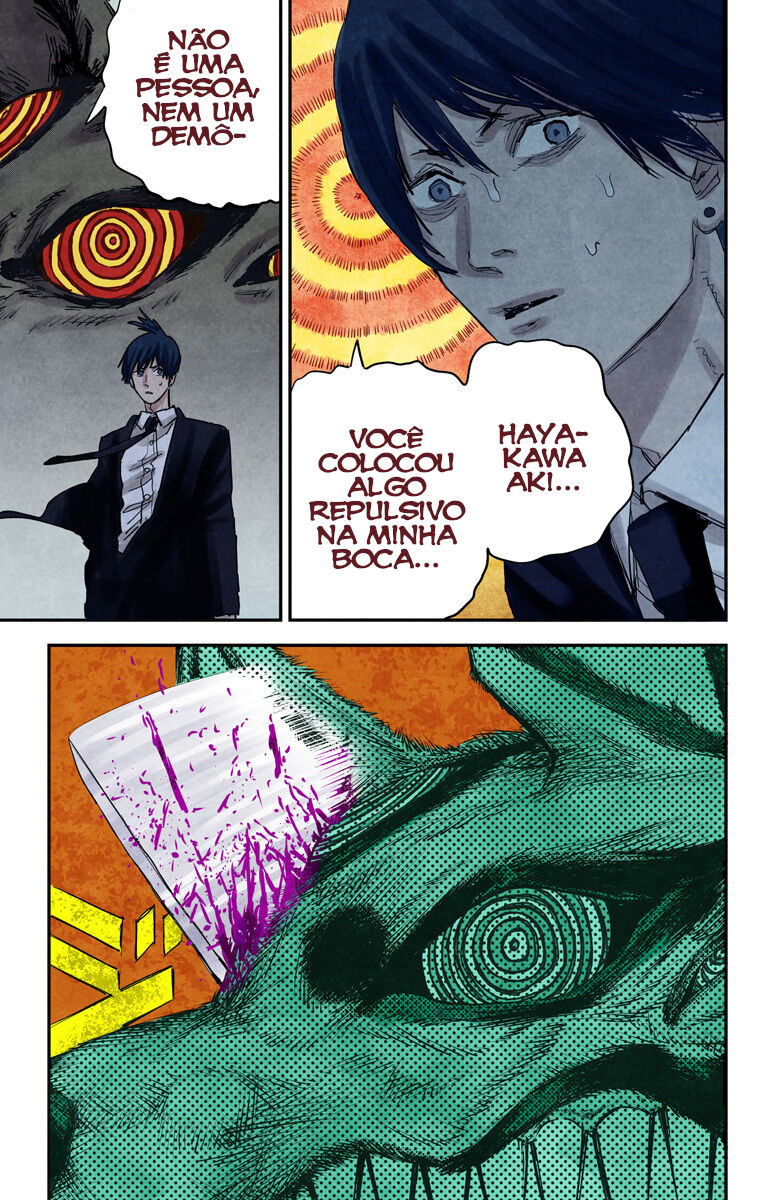 HAYA-
KAWA
AKI...
VOCÊ
COLOCOU
ALGO
REPULSIVO
NA MINHA
BOCA...
NÃO
É UMA
PESSOA,
NEM UM
DEMÔ-